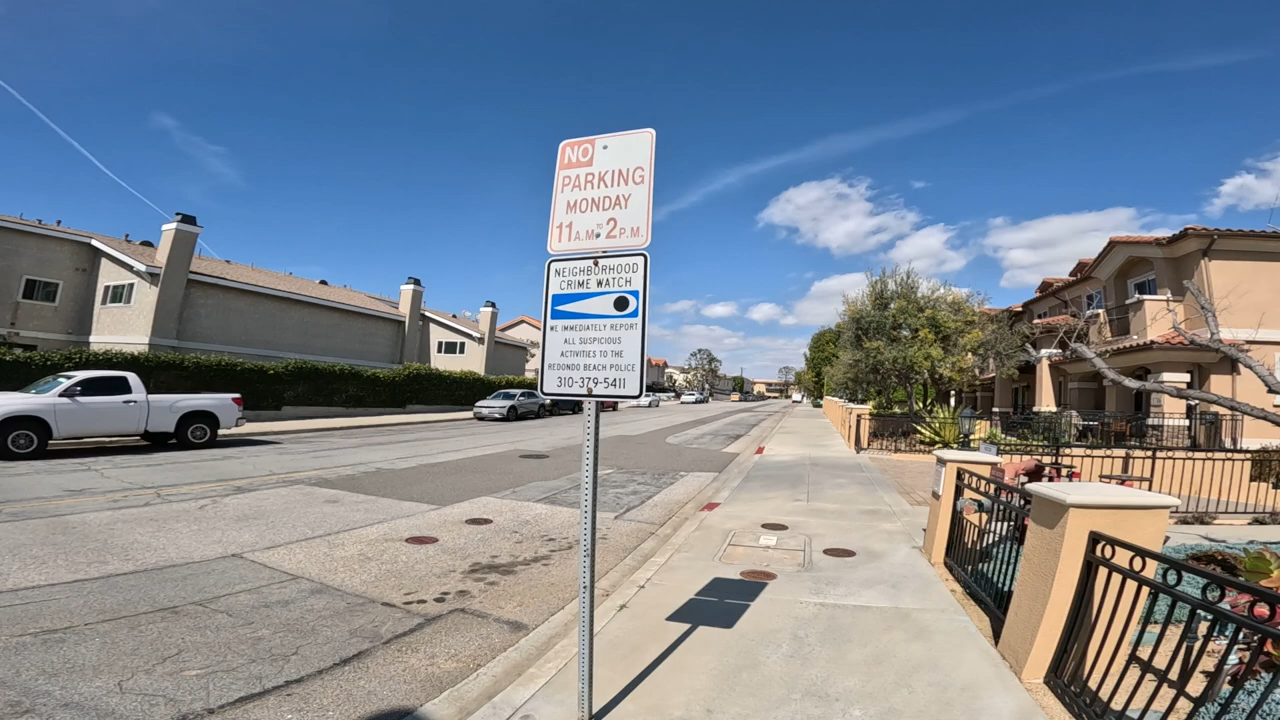 NO
PARKING
MONDAY
11 A.M. TO 2 P.M.
NEIGHBORHOOD
CRIME WATCH
WE IMMEDIATELY REPORT
ALL SUSPICIOUS
ACTIVITIES TO THE
REDONDO BEACH POLICE
310-379-5411